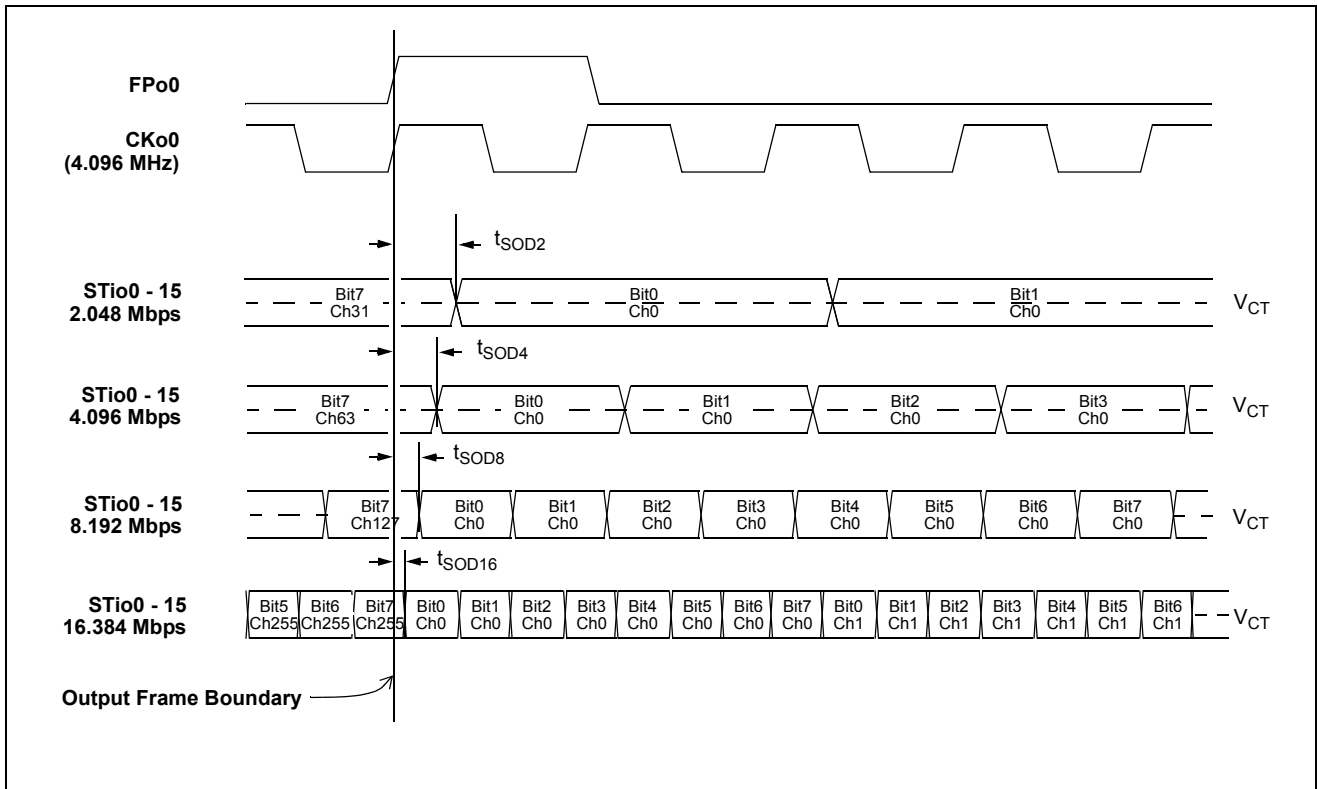 FPo0
CKo0
(4.096 MHz)
tSOD2
STio0 - 15
2.048 Mbps
Bit7
Ch31
Bit0
Ch0
Bit1
Ch0
VCT
tSOD4
STio0 - 15
4.096 Mbps
Bit7
Ch63
Bit0
Ch0
Bit1
Ch0
Bit2
Ch0
Bit3
Ch0
VCT
tSOD8
STio0 - 15
8.192 Mbps
Bit7
Ch127
Bit0
Ch0
Bit1
Ch0
Bit2
Ch0
Bit3
Ch0
Bit4
Ch0
Bit5
Ch0
Bit6
Ch0
Bit7
Ch0
VCT
tSOD16
STio0 - 15
16.384 Mbps
Bit5
Ch255
Bit6
Ch255
Bit7
Ch255
Bit0
Ch0
Bit1
Ch0
Bit2
Ch0
Bit3
Ch0
Bit4
Ch0
Bit5
Ch0
Bit6
Ch0
Bit7
Ch0
Bit0
Ch1
Bit1
Ch1
Bit2
Ch1
Bit3
Ch1
Bit4
Ch1
Bit5
Ch1
Bit6
Ch1
VCT
Output Frame Boundary